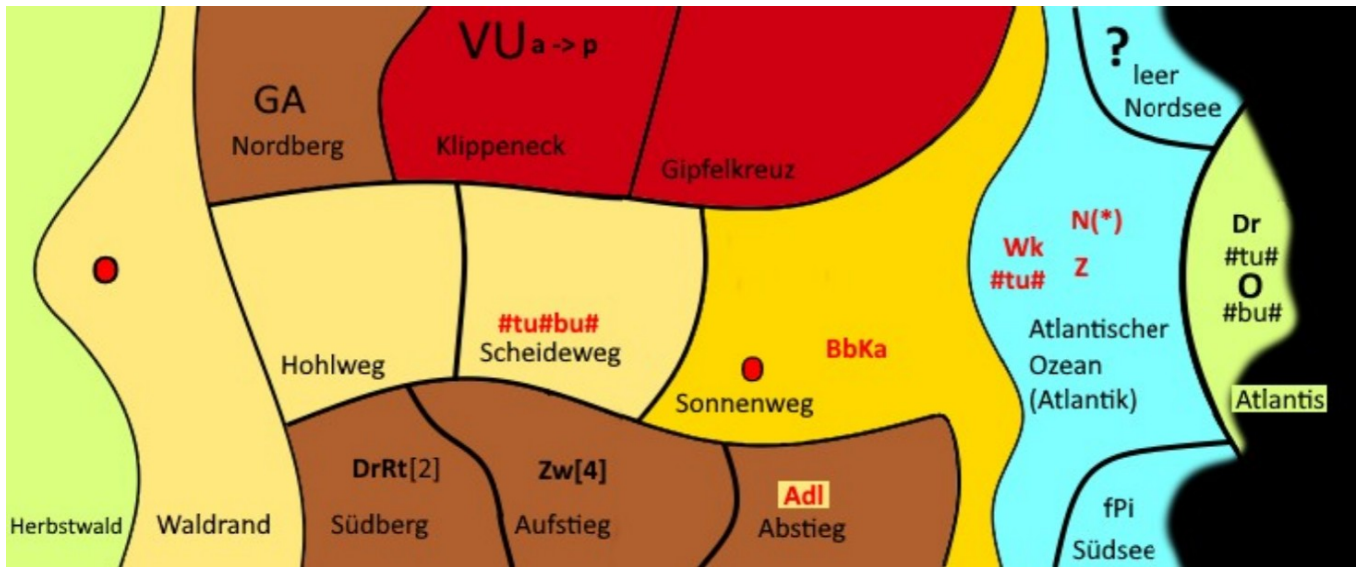 VU a -> p
GA
Nordberg
Klippeneck
Gipfelkreuz
?
leer
Nordsee
O
Hohlweg
#tu#bu#
Scheideweg
O
BbKa
Sonnenweg
N(*)
Wk
#tu#
Z
Atlantischer
Ozean
(Atlantik)
Dr
#tu#
O
#bu#
Atlantis
Herbstwald
Waldrand
DrRt[2]
Südberg
Zw[4]
Aufstieg
Adl
Abstieg
fPi
Südsee